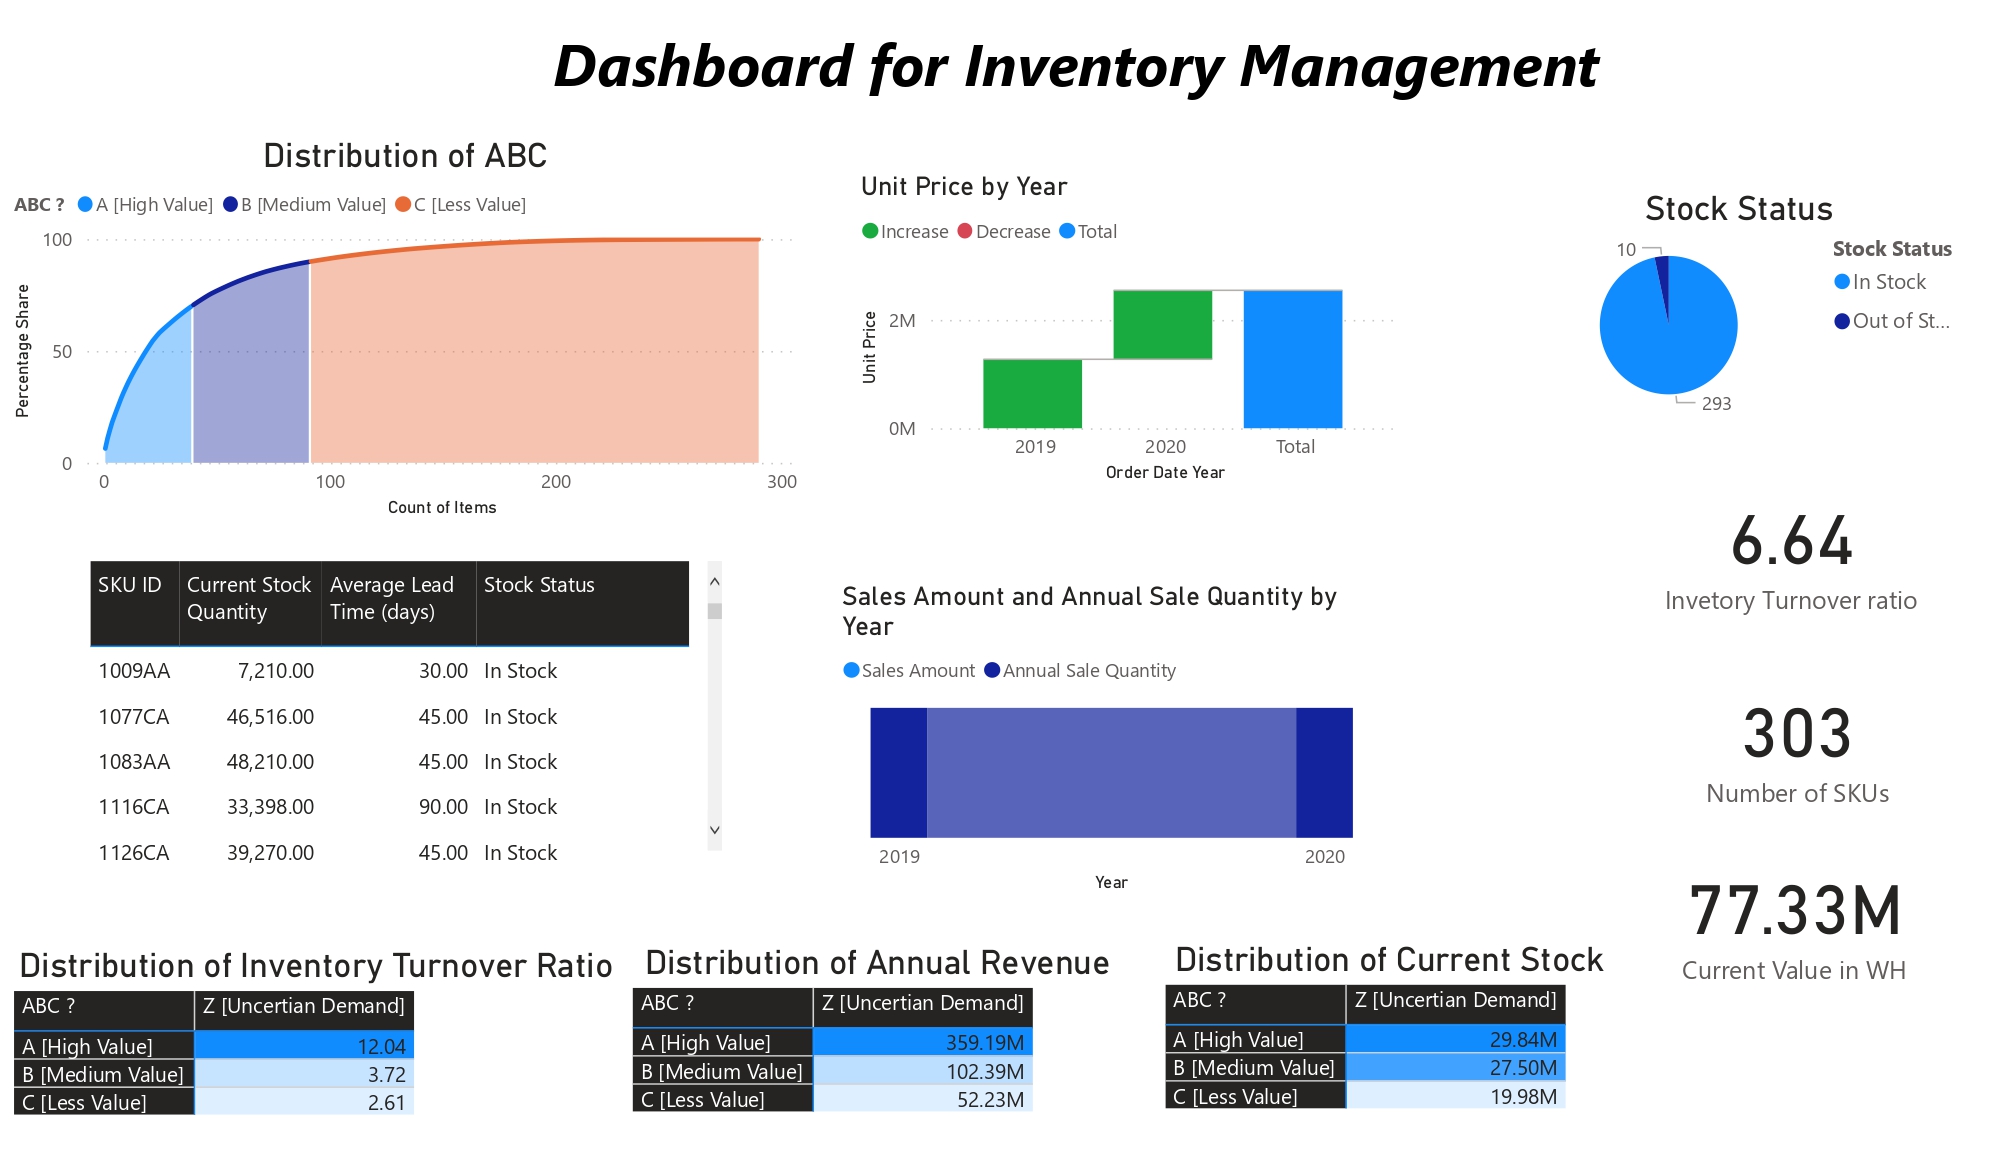 Dashboard for Inventory Management
Distribution of ABC
ABC ? A [High Value] B [Medium Value] C [Less Value]
100
50
0
Percentage Share
0 100 200 300
Count of Items
Unit Price by Year
Increase Decrease Total
2M
0M
Unit Price
2019 2020 Total
Order Date Year
Stock Status
10
293
Stock Status
In Stock
Out of St...
SKU ID Current Stock Quantity Average Lead Time (days) Stock Status
1009AA 7,210.00 30.00 In Stock
1077CA 46,516.00 45.00 In Stock
1083AA 48,210.00 45.00 In Stock
1116CA 33,398.00 90.00 In Stock
1126CA 39,270.00 45.00 In Stock
Sales Amount and Annual Sale Quantity by
Year
Sales Amount Annual Sale Quantity
2019 2020
Year
6.64
Invetory Turnover ratio
303
Number of SKUs
77.33M
Current Value in WH
Distribution of Inventory Turnover Ratio
ABC ? Z [Uncertian Demand]
A [High Value] 12.04
B [Medium Value] 3.72
C [Less Value] 2.61
Distribution of Annual Revenue
ABC ? Z [Uncertian Demand]
A [High Value] 359.19M
B [Medium Value] 102.39M
C [Less Value] 52.23M
Distribution of Current Stock
ABC ? Z [Uncertian Demand]
A [High Value] 29.84M
B [Medium Value] 27.50M
C [Less Value] 19.98M